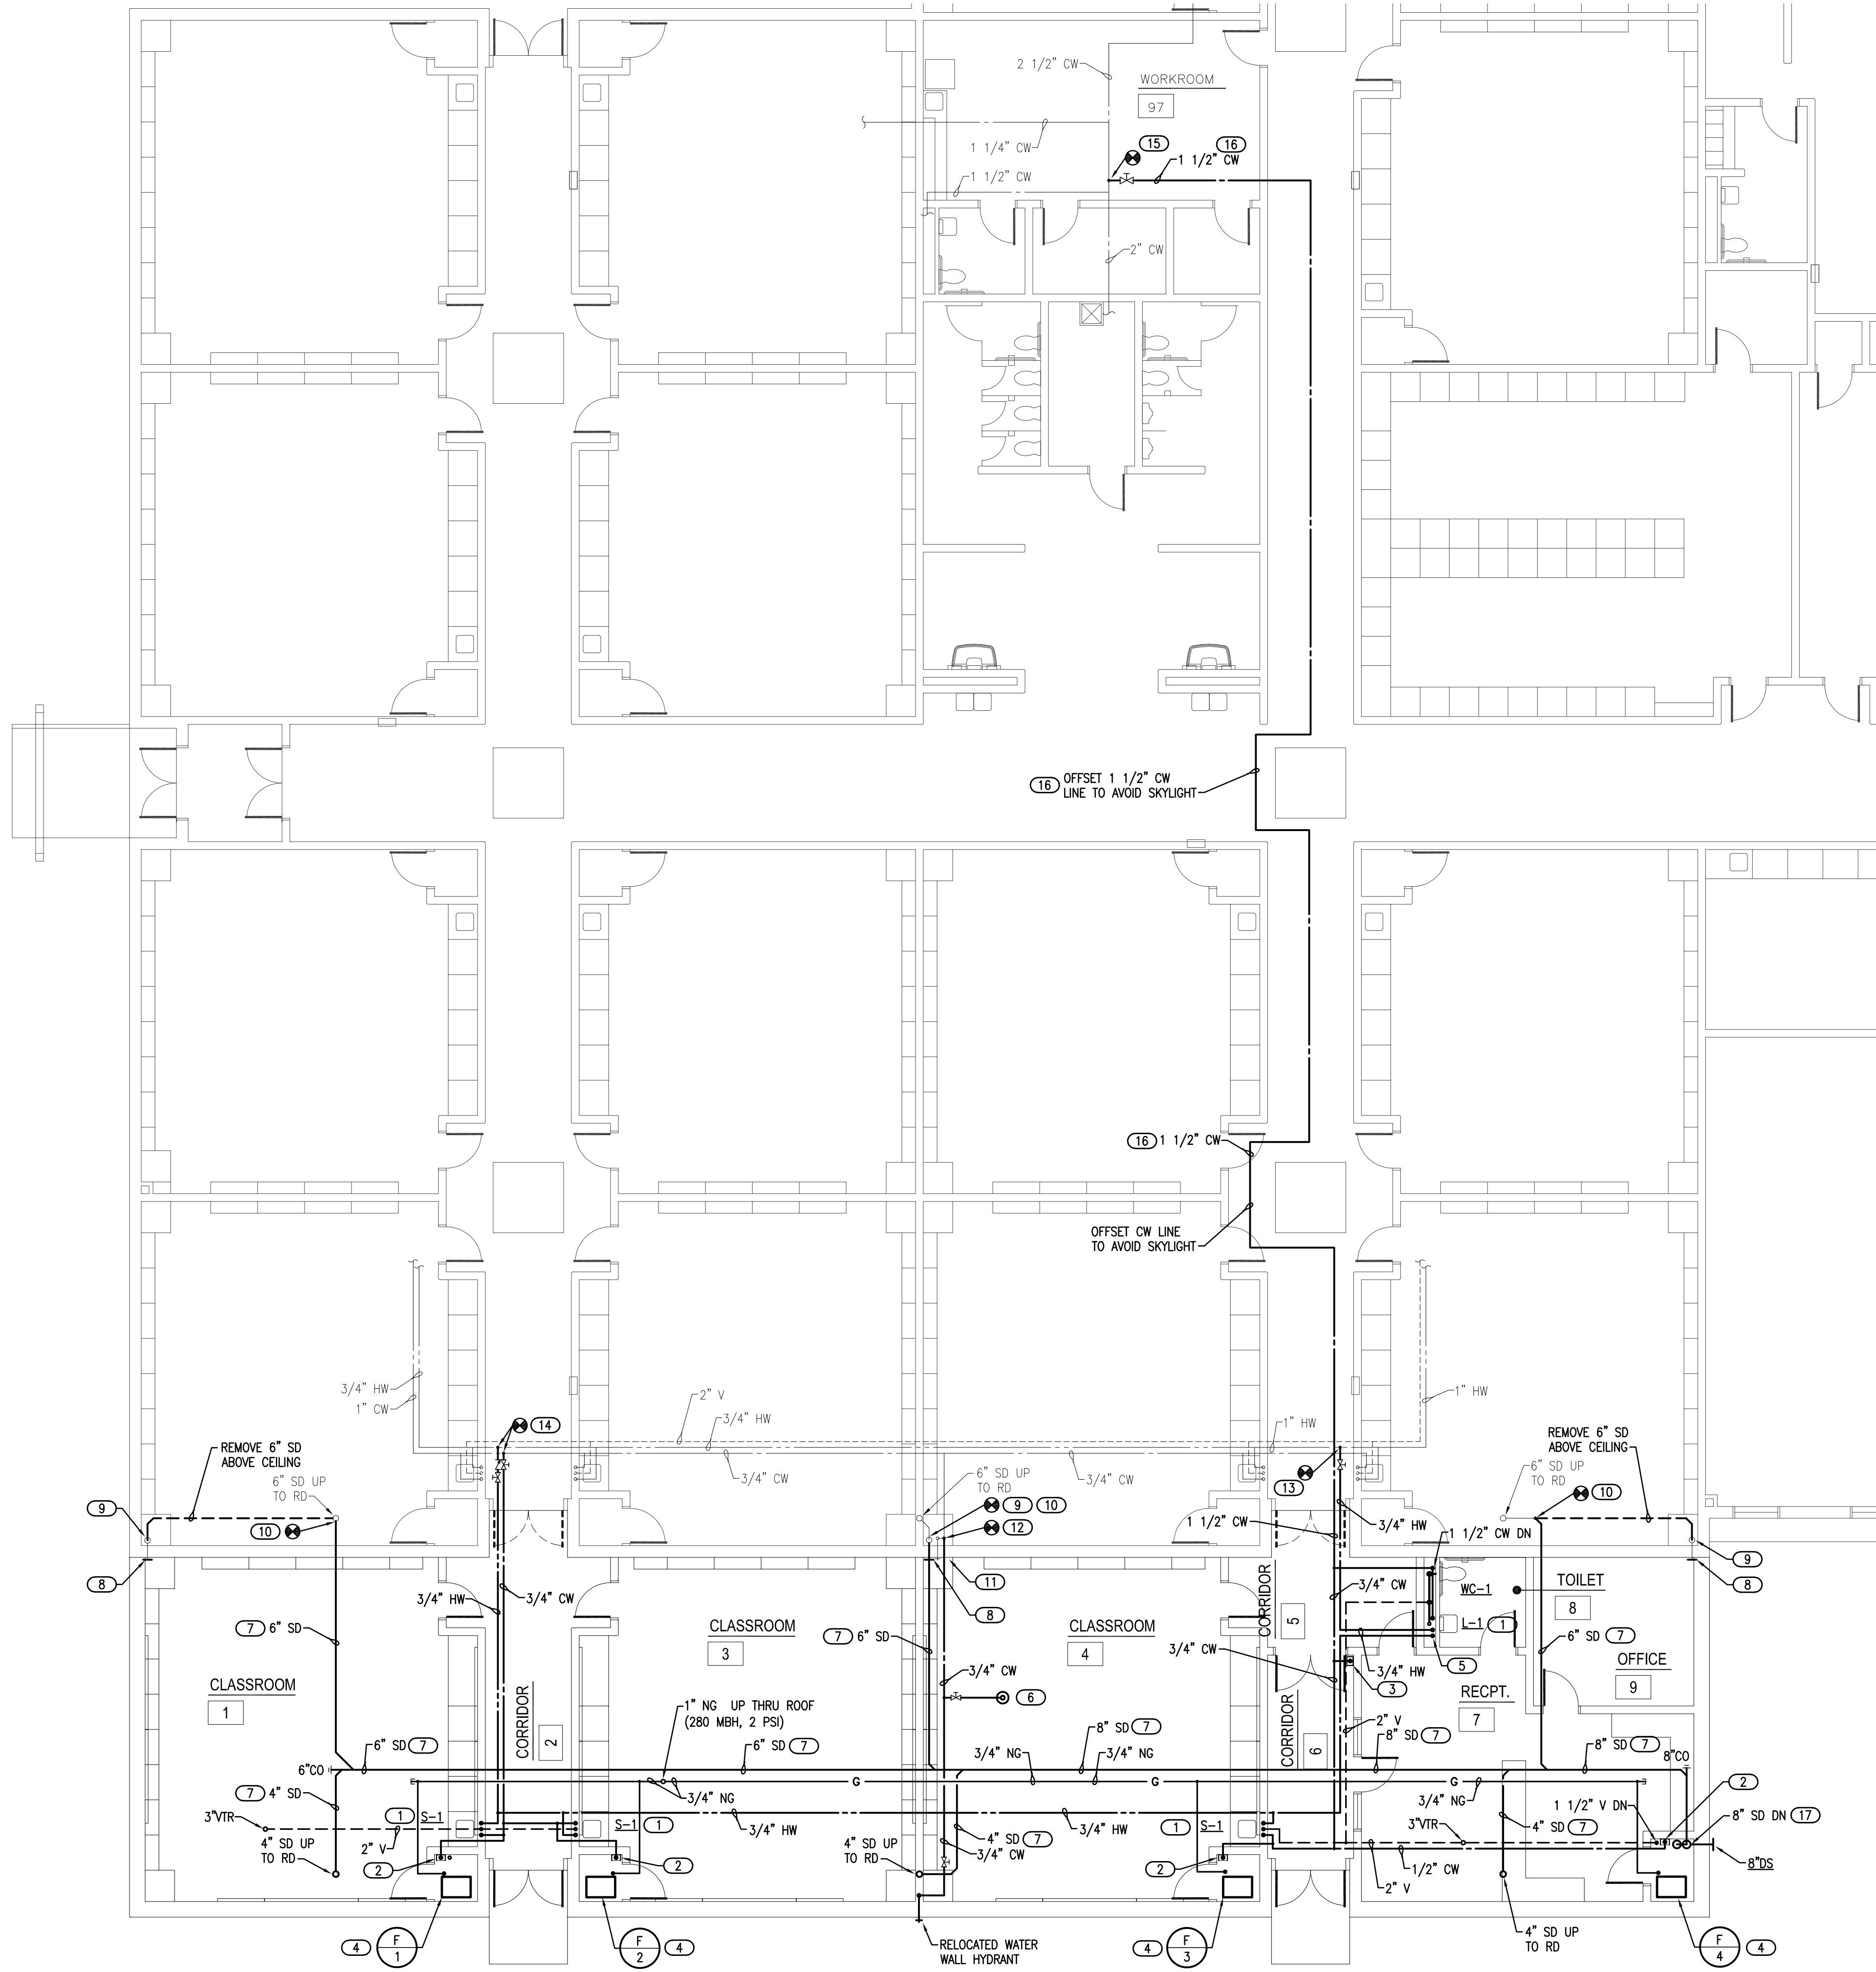 2 1/2" CW
WORKROOM
97
1 1/4" CW
15
16
1 1/2" CW
1 1/2" CW
2" CW
16
OFFSET 1 1/2" CW
LINE TO AVOID SKYLIGHT
16
1 1/2" CW
OFFSET CW LINE
TO AVOID SKYLIGHT
3/4" HW
1" CW
2" V
3/4" HW
1" HW
1" HW
14
3/4" CW
3/4" CW
13
REMOVE 6" SD
ABOVE CEILING
6" SD UP
TO RD
9
10
8
6" SD UP
TO RD
9
10
12
11
8
1 1/2" CW
3/4" HW
1 1/2" CW DN
REMOVE 6" SD
ABOVE CEILING
6" SD UP
TO RD
10
9
8
3/4" HW
3/4" CW
3/4" CW
WC-1
TOILET
8
L-1
1
7
6" SD
CLASSROOM
3
7
6" SD
CLASSROOM
4
CORRIDOR
5
3/4" CW
3/4" HW
5
3
6" SD
7
OFFICE
9
RECPT.
7
CLASSROOM
1
CORRIDOR
2
3/4" CW
6
1" NG UP THRU ROOF
(280 MBH, 2 PSI)
CORRIDOR
6
2" V
6" SD
7
6" SD
7
8" SD
7
8" SD
7
8" SD
7
8"CO
6"CO
3/4" NG
3/4" NG
G
G
G
3/4" NG
3/4" NG
7
4" SD
3"VTR
2" V
1
S-1
S-1
1
3/4" HW
3/4" HW
1
S-1
3"VTR
4" SD
7
1 1/2" V DN
2
8" SD DN
17
8"DS
4" SD UP
TO RD
2
2
4" SD UP
TO RD
4" SD
7
3/4" CW
2
1/2" CW
2" V
4" SD UP
TO RD
4
F
1
F
2
4
RELOCATED WATER
WALL HYDRANT
4
F
3
F
4
4